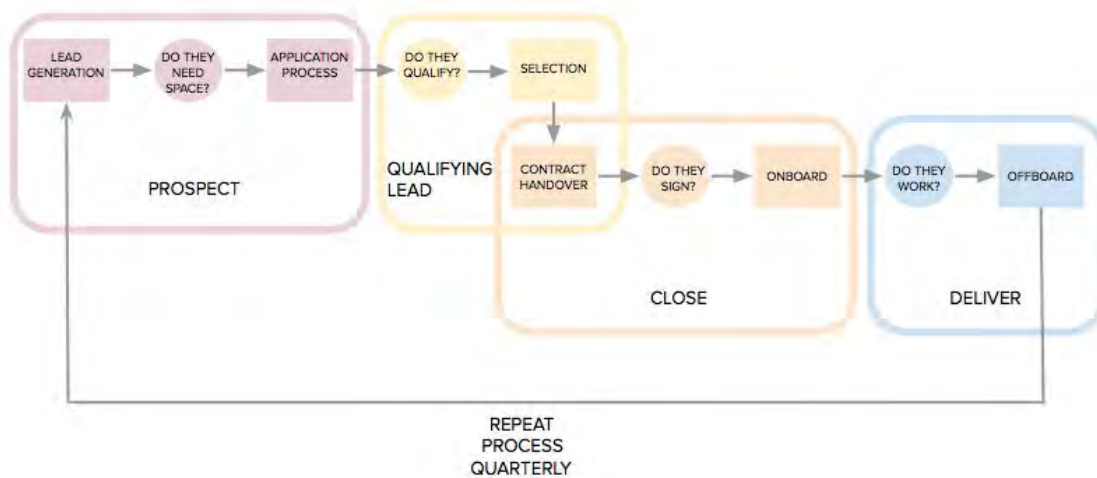 LEAD
GENERATION
DO THEY
NEED
SPACE?
APPLICATION
PROCESS
DO THEY
QUALIFY?
SELECTION
PROSPECT
QUALIFYING
LEAD
CONTRACT
HANDOVER
DO THEY
SIGN?
ONBOARD
DO THEY
WORK?
OFFBOARD
CLOSE
DELIVER
REPEAT
PROCESS
QUARTERLY